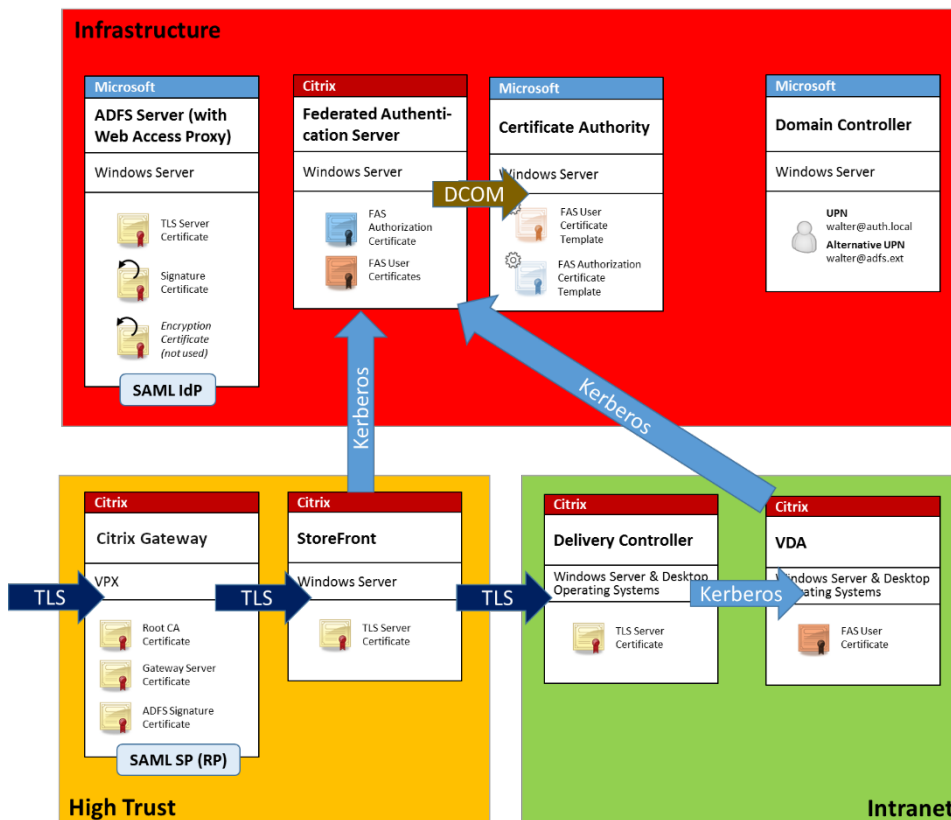 Infrastructure
Microsoft
ADFS Server (with
Web Access Proxy)
Windows Server
TLS Server
Certificate
Signature
Certificate
Encryption
Certificate
(not used)
SAML IdP
Citrix
Federated Authenti-
cation Server
Windows Server
FAS
Authorization
Certificate
FAS User
Certificates
DCOM
Microsoft
Certificate Authority
Windows Server
FAS User
Certificate
Template
FAS Authorization
Certificate
Template
Microsoft
Domain Controller
Windows Server
UPN
walter@auth.local
Alternative UPN
walter@adfs.ext
Kerberos
Kerberos
Citrix
Citrix Gateway
VPX
TLS
Root CA
Certificate
Gateway Server
Certificate
ADFS Signature
Certificate
SAML SP (RP)
TLS
Citrix
StoreFront
Windows Server
TLS Server
Certificate
High Trust
TLS
Citrix
Delivery Controller
Windows Server & Desktop
Operating Systems
TLS Server
Certificate
Kerberos
Citrix
VDA
Windows Server & Desktop
Operating Systems
FAS User
Certificate
Intranet